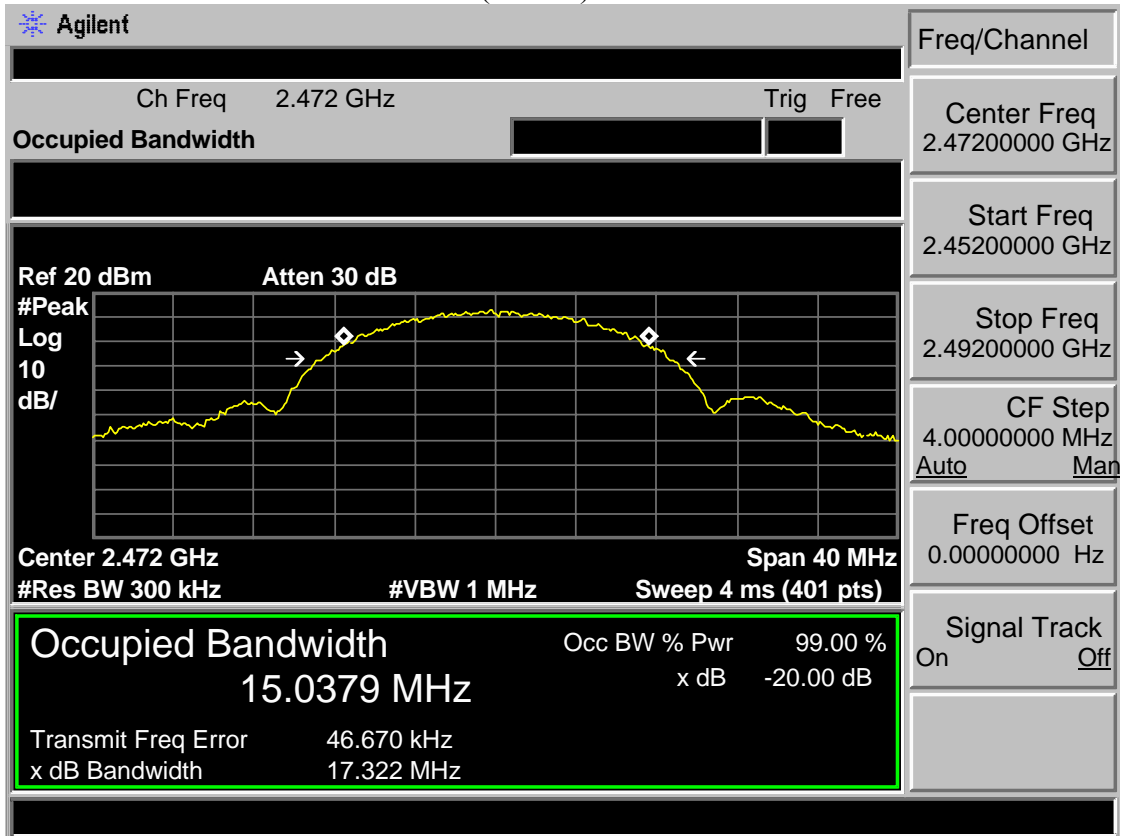 Agilent
Freq/Channel
Ch Freq 2.472 GHz Trig Free
Occupied Bandwidth
Center Freq
2.47200000 GHz
Start Freq
2.45200000 GHz
Ref 20 dBm Atten 30 dB
#Peak
Log
10
dB/
Stop Freq
2.49200000 GHz
CF Step
4.00000000 MHz
Auto Man
Freq Offset
0.00000000 Hz
Center 2.472 GHz Span 40 MHz
#Res BW 300 kHz #VBW 1 MHz Sweep 4 ms (401 pts)
Signal Track
On Off
Occupied Bandwidth Occ BW % Pwr 99.00 %
15.0379 MHz x dB -20.00 dB
Transmit Freq Error 46.670 kHz
x dB Bandwidth 17.322 MHz